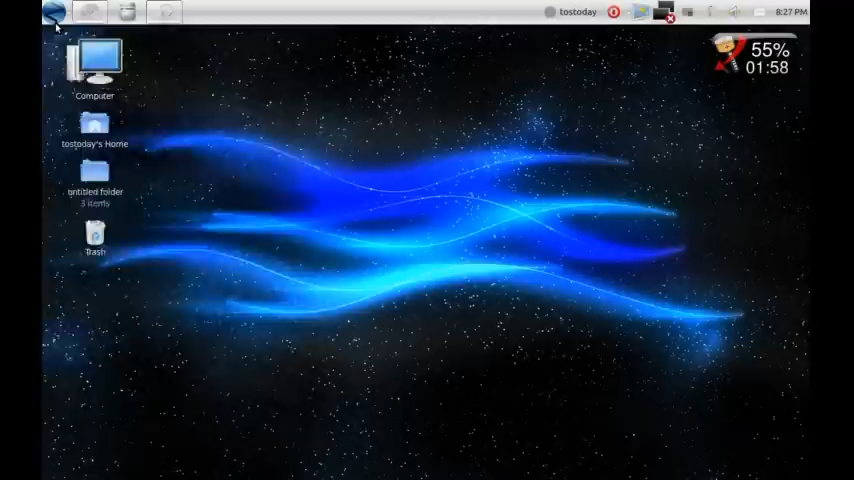 tostoday
8:27 PM
55%
01:58
Computer
tostoday's Home
untitled folder
3 items
Trash